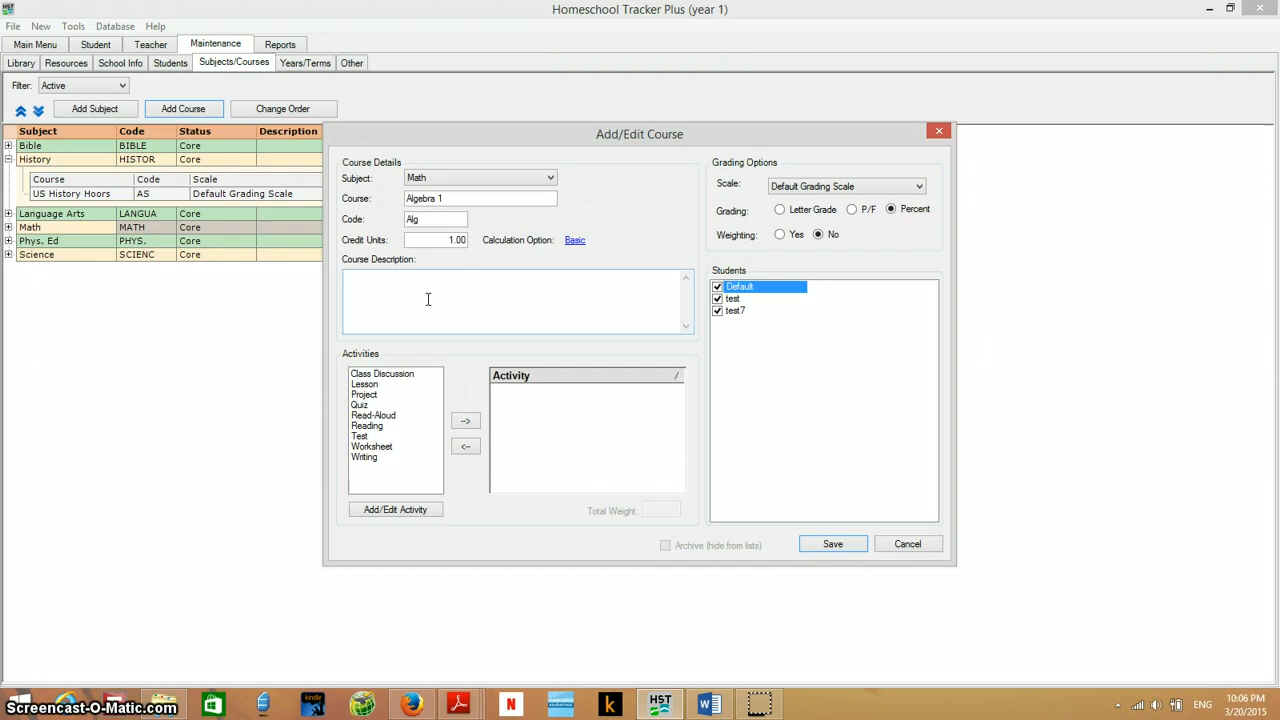 HST
Homeschool Tracker Plus (year 1)
File New Tools Database Help
Main Menu Student Teacher Maintenance Reports
Library Resources School Info Students Subjects/Courses Years/Terms Other
Filter: Active
Add Subject Add Course Change Order
Subject Code Status Description
Bible BIBLE Core
History HISTOR Core
Course Code Scale
US History Hoors AS Default Grading Scale
Language Arts LANGUA Core
Math MATH Core
Phys. Ed PHYS. Core
Science SCIENC Core
Add/Edit Course
Course Details
Subject: Math
Course: Algebra 1
Code: Alg
Credit Units: 1.00 Calculation Option: Basic
Course Description:
Activities
Class Discussion
Lesson
Project
Quiz
Read-Aloud
Reading
Test
Worksheet
Writing
-->
<--
Activity /
Add/Edit Activity
Total Weight:
Grading Options
Scale: Default Grading Scale
Grading: Letter Grade P/F Percent
Weighting: Yes No
Students
Default
test
test7
Archive (hide from lists) Save Cancel
Screencast-O-Matic.com
kindle
N
ADVANTAGE
k
HST
W
ENG
10:06 PM
3/20/2015